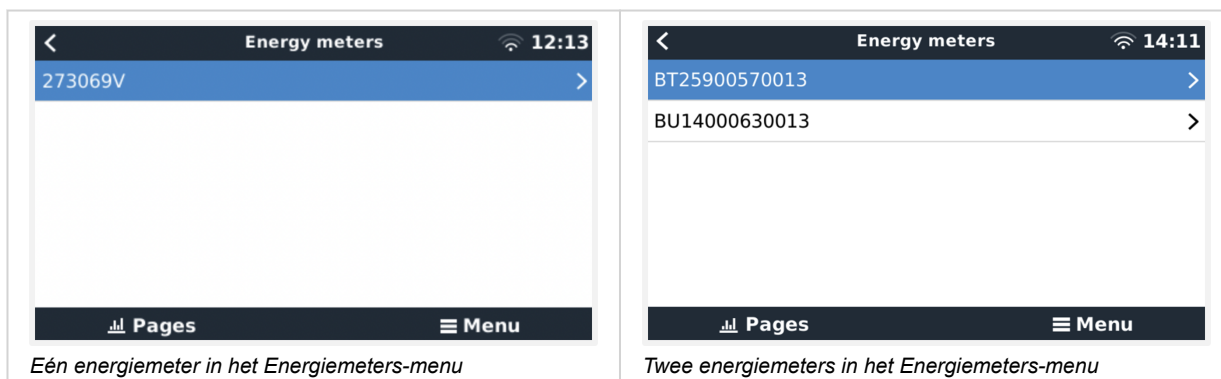 Energy meters 12:13
273069V
Pages Menu
Eén energiemeter in het Energiemeters-menu
Energy meters 14:11
BT25900570013
BU14000630013
Pages Menu
Twee energiemeters in het Energiemeters-menu